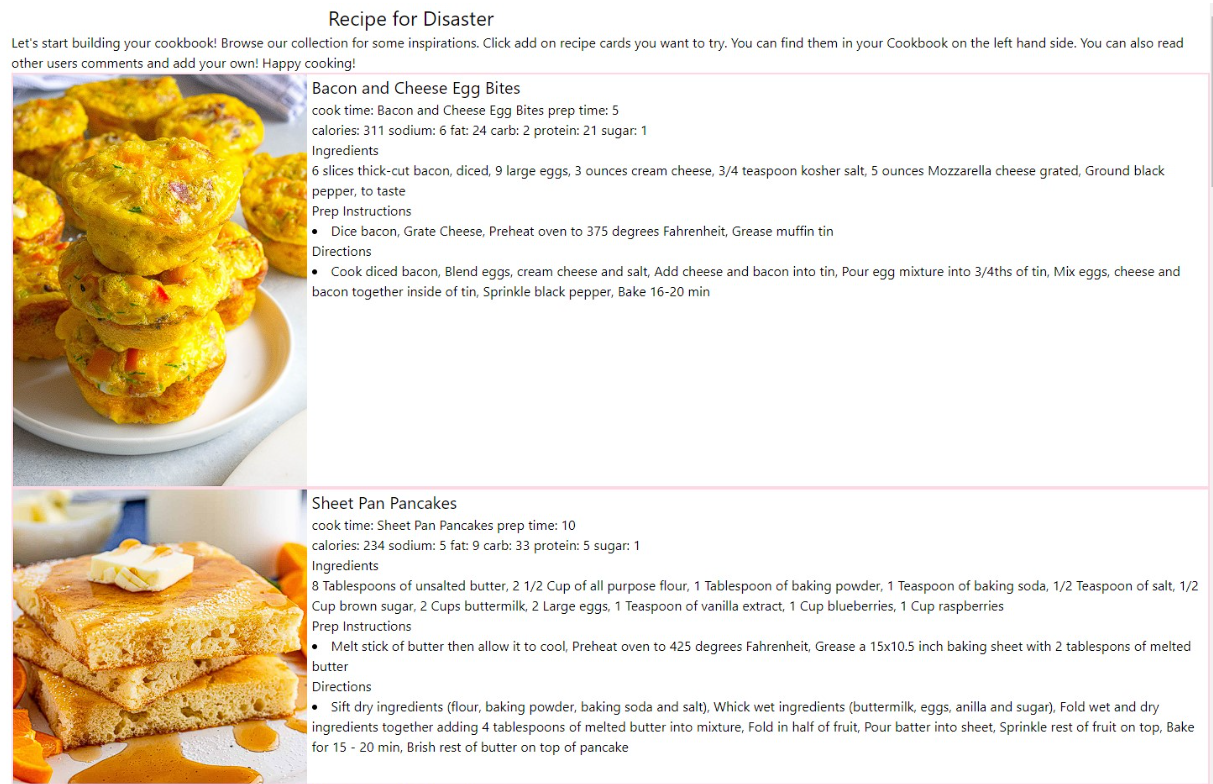 Recipe for Disaster
Let's start building your cookbook! Browse our collection for some inspirations. Click add on recipe cards you want to try. You can find them in your Cookbook on the left hand side. You can also read
other users comments and add your own! Happy cooking!
Bacon and Cheese Egg Bites
cook time: Bacon and Cheese Egg Bites prep time: 5
calories: 311 sodium: 6 fat: 24 carb: 2 protein: 21 sugar: 1
Ingredients
6 slices thick-cut bacon, diced, 9 large eggs, 3 ounces cream cheese, 3/4 teaspoon kosher salt, 5 ounces Mozzarella cheese grated, Ground black
pepper, to taste
Prep Instructions
• Dice bacon, Grate Cheese, Preheat oven to 375 degrees Fahrenheit, Grease muffin tin
Directions
• Cook diced bacon, Blend eggs, cream cheese and salt, Add cheese and bacon into tin, Pour egg mixture into 3/4ths of tin, Mix eggs, cheese and
bacon together inside of tin, Sprinkle black pepper, Bake 16-20 min
Sheet Pan Pancakes
cook time: Sheet Pan Pancakes prep time: 10
calories: 234 sodium: 5 fat: 9 carb: 33 protein: 5 sugar: 1
Ingredients
8 Tablespoons of unsalted butter, 2 1/2 Cup of all purpose flour, 1 Tablespoon of baking powder, 1 Teaspoon of baking soda, 1/2 Teaspoon of salt, 1/2
Cup brown sugar, 2 Cups buttermilk, 2 Large eggs, 1 Teaspoon of vanilla extract, 1 Cup blueberries, 1 Cup raspberries
Prep Instructions
• Melt stick of butter then allow it to cool, Preheat oven to 425 degrees Fahrenheit, Grease a 15x10.5 inch baking sheet with 2 tablespoons of melted
butter
Directions
• Sift dry ingredients (flour, baking powder, baking soda and salt), Whick wet ingredients (buttermilk, eggs, anilla and sugar), Fold wet and dry
ingredients together adding 4 tablespoons of melted butter into mixture, Fold in half of fruit, Pour batter into sheet, Sprinkle rest of fruit on top, Bake
for 15 - 20 min, Brish rest of butter on top of pancake